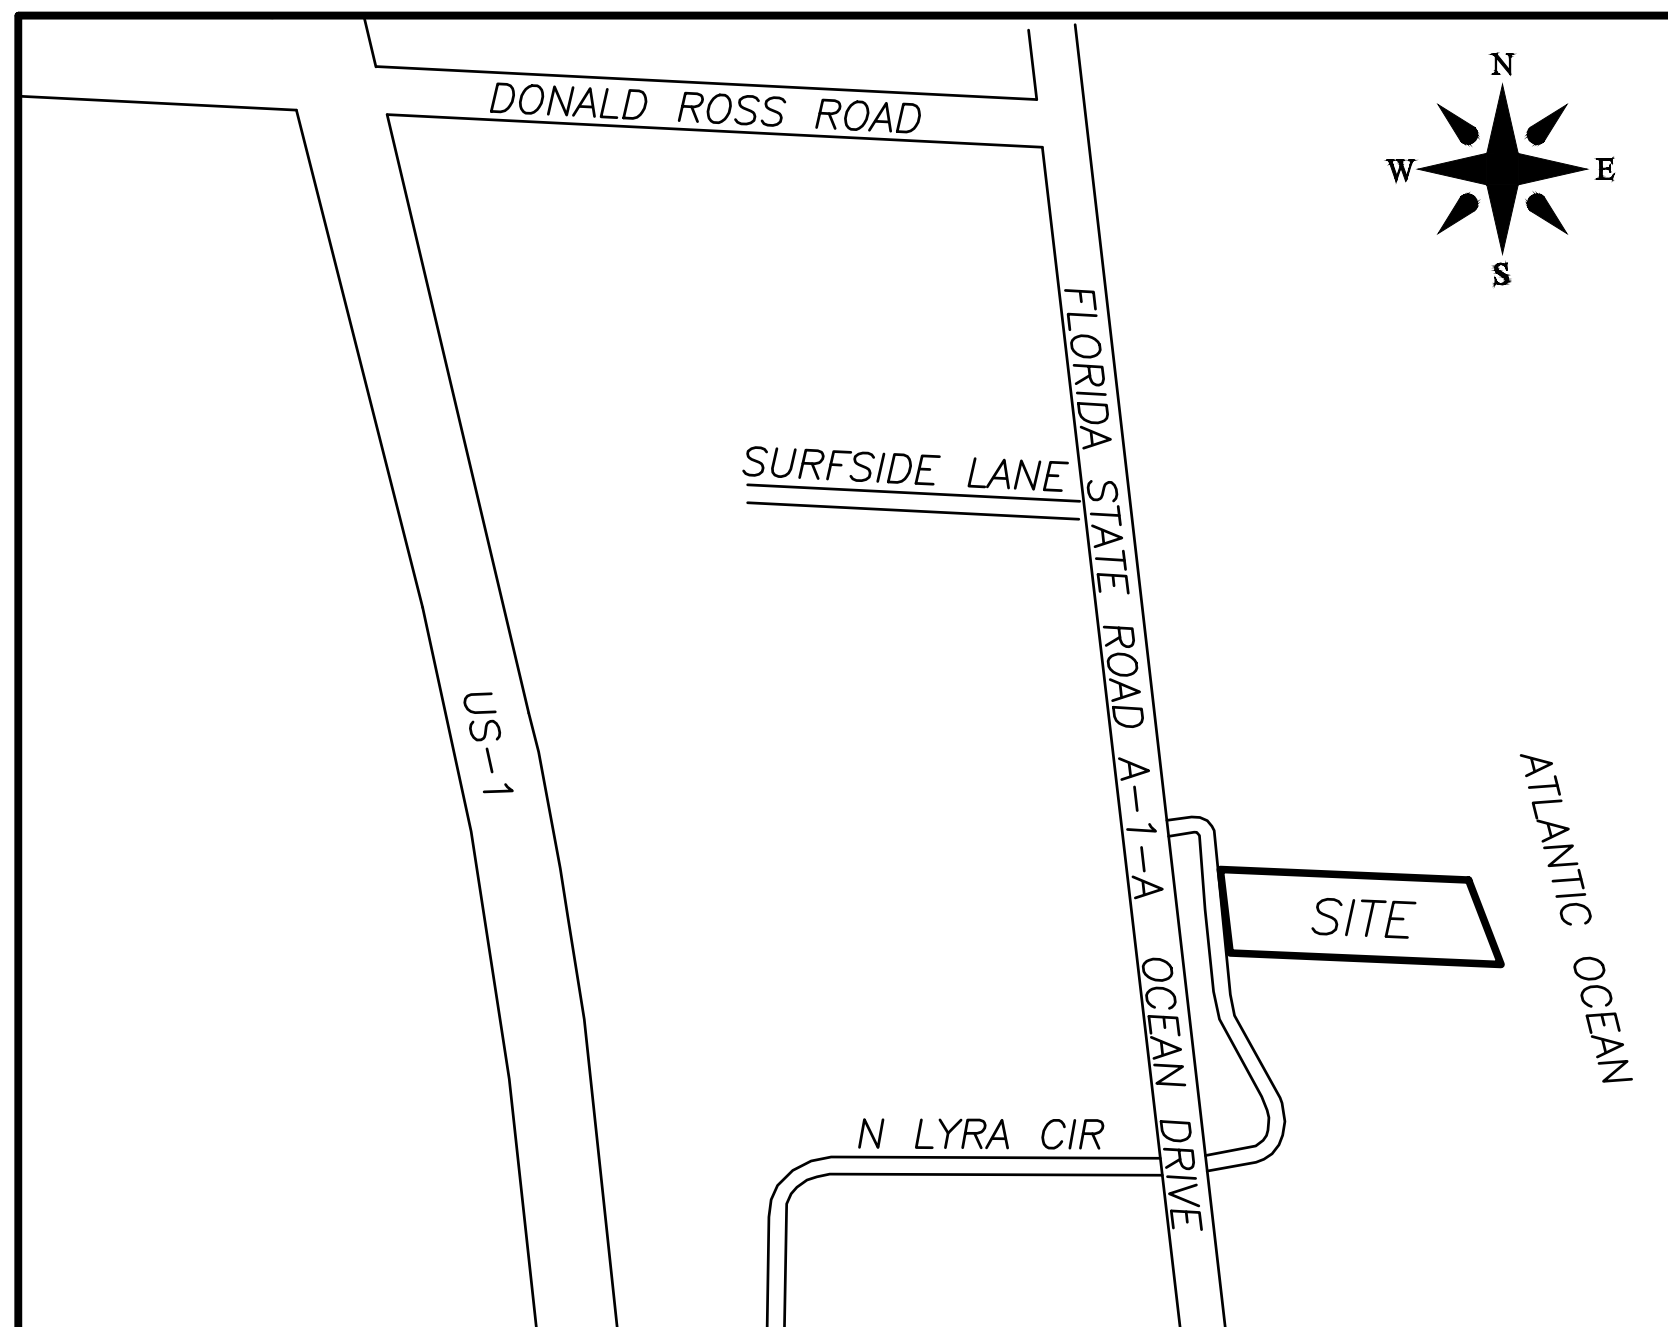 N
W
E
S
DONALD ROSS ROAD
FLORIDA STATE ROAD A-1-A OCEAN DRIVE
SURFSIDE LANE
US-1
ATLANTIC OCEAN
SITE
N LYRA CIR